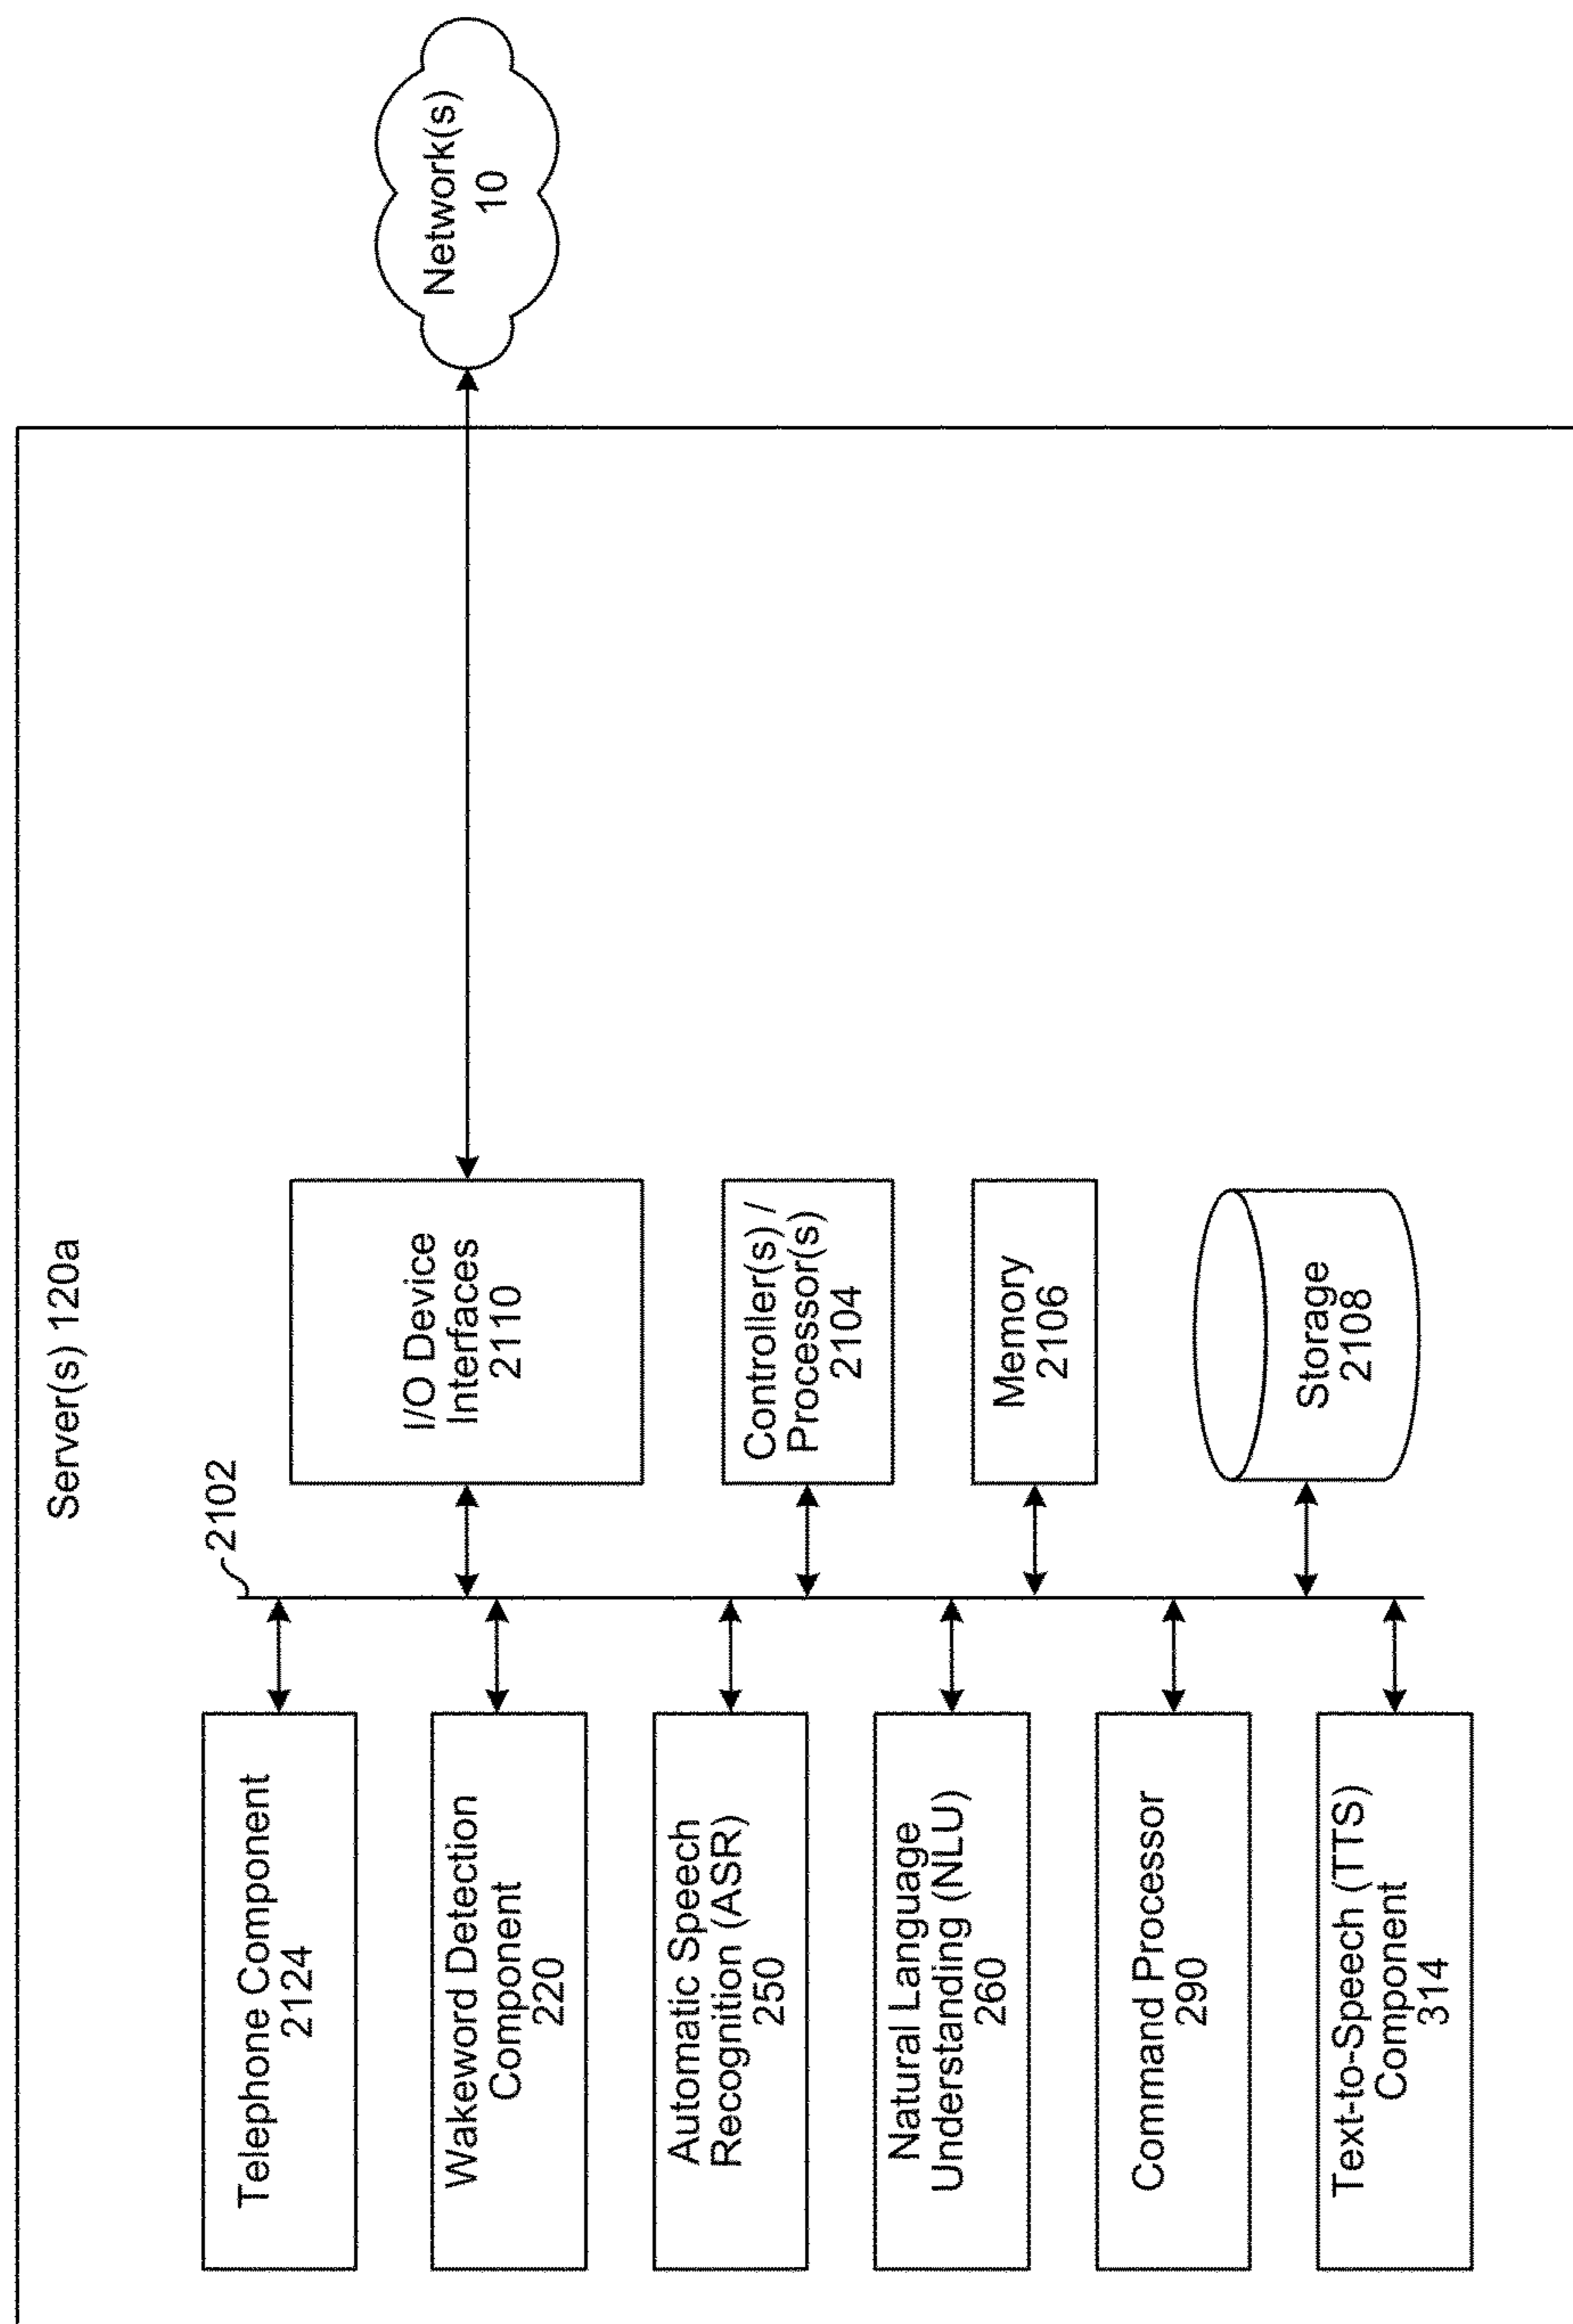 Server(s) 120a
2102
Telephone Component
2124
Wakeword Detection
Component
220
Automatic Speech
Recognition (ASR)
250
Natural Language
Understanding (NLU)
260
Command Processor
290
Text-to-Speech (TTS)
Component
314
I/O Device
Interfaces
2110
Controller(s) /
Processor(s)
2104
Memory
2106
Storage
2108
Network(s)
10